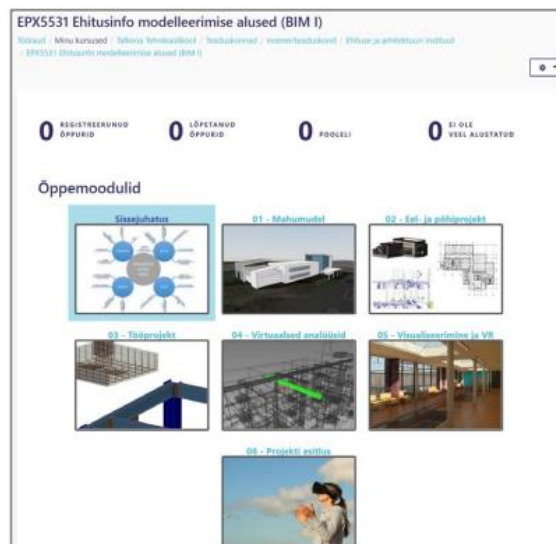 EPX5531 Ehitusinfo modelleerimise alused (BIM I)
Töölaud / Minu kursused / Tallinna Tehnikaülikool / Teaduskonnad / Inseneriteaduskond / Ehituse ja arhitektuuri instituut
/ EPX5531 Ehitusinfo modelleerimise alused (BIM I)
0 REGISTREERUNUD ÕPPURID
0 LÕPETANUD ÕPPURID
0 POOLELI
0 EI OLE VEEL ALUSTATUD
Õppemoodulid
Sissejuhatus
01 - Mahumudel
02 - Eel- ja põhiprojekt
03 - Tööprojekt
04 - Virtuaalsed analüüsid
05 - Visualiseerimine ja VR
06 - Projekti esitlus